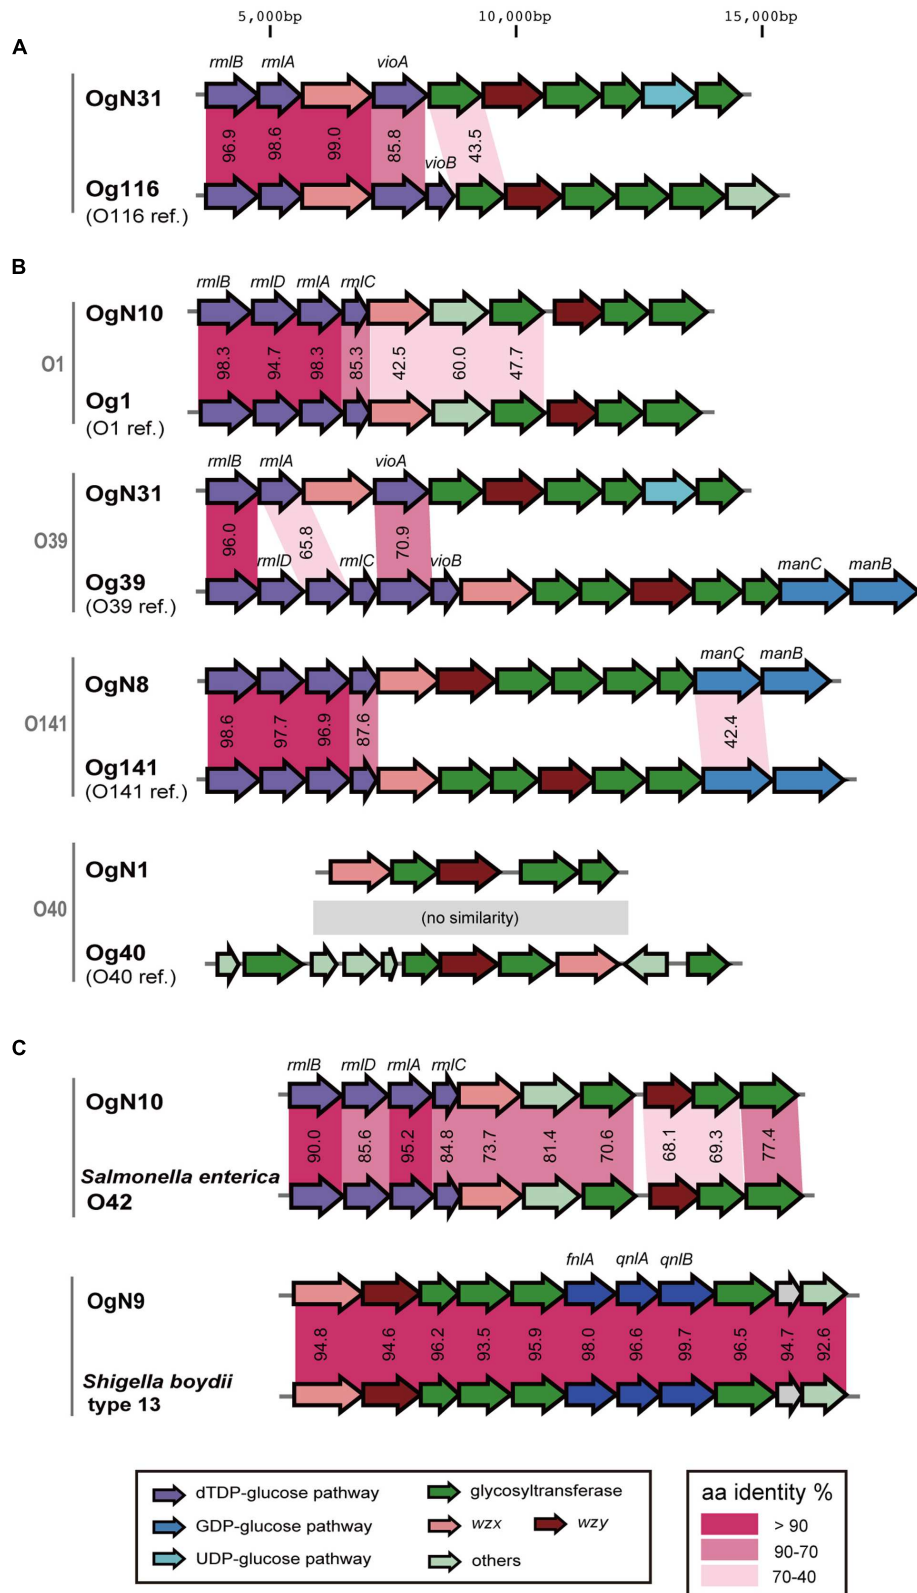 5,000bp 10,000bp 15,000bp
A
rmlB rmlA vioA
OgN31
96.9 98.6 99.0 85.8 43.5
vioB
Og116
(O116 ref.)
B
rmlB rmlD rmlA rmlC
OgN10
O1
98.3 94.7 98.3 85.3 42.5 60.0 47.7
Og1
(O1 ref.)
rmlB rmlA vioA
OgN31
O39
96.0 65.8 70.9
rmlD rmlC vioB manC manB
Og39
(O39 ref.)
manC manB
OgN8
O141
98.6 97.7 96.9 87.6 42.4
Og141
(O141 ref.)
OgN1
O40
(no similarity)
Og40
(O40 ref.)
C
rmlB rmlD rmlA rmlC
OgN10
90.0 85.6 95.2 84.8 73.7 81.4 70.6 68.1 69.3 77.4
Salmonella enterica
O42
fnlA qnlA qnlB
OgN9
94.8 94.6 96.2 93.5 95.9 98.0 96.6 99.7 96.5 94.7 92.6
Shigella boydii
type 13
dTDP-glucose pathway
GDP-glucose pathway
UDP-glucose pathway
glycosyltransferase
wzx wzy
others
aa identity %
> 90
90-70
70-40